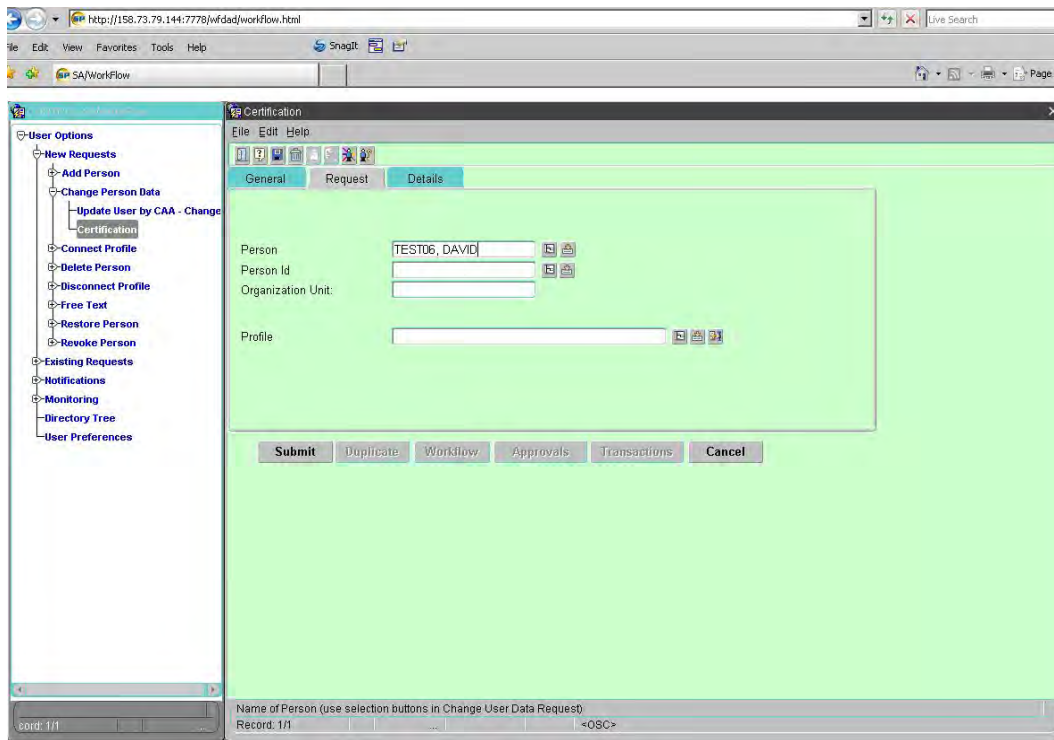 http://158.73.79.144:7778/wfdad/workflow.html
Live Search
File Edit View Favorites Tools Help
SnagIt
SA/WorkFlow
Page
Certification
File Edit Help
General Request Details
User Options
New Requests
Add Person
Change Person Data
Update User by CAA - Change
Certification
Connect Profile
Delete Person
Disconnect Profile
Free Text
Restore Person
Revoke Person
Existing Requests
Notifications
Monitoring
Directory Tree
User Preferences
Person TEST06, DAVID
Person Id
Organization Unit:
Profile
Submit Duplicate Workflow Approvals Transactions Cancel
Name of Person (use selection buttons in Change User Data Request)
Record: 1/1 ... <OSC>
cord: 1/1 ...